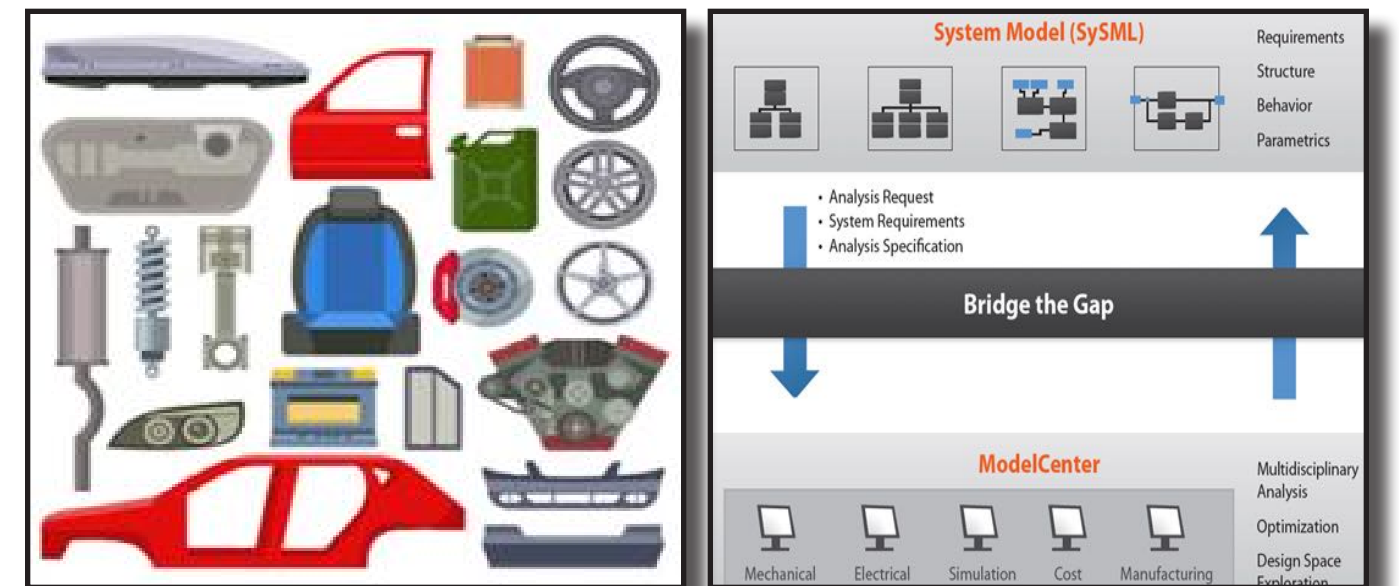 System Model (SySML)
Requirements
Structure
Behavior
Parametrics
• Analysis Request
• System Requirements
• Analysis Specification
Bridge the Gap
ModelCenter
Multidisciplinary
Analysis
Optimization
Design Space
Exploration
Mechanical
Electrical
Simulation
Cost
Manufacturing